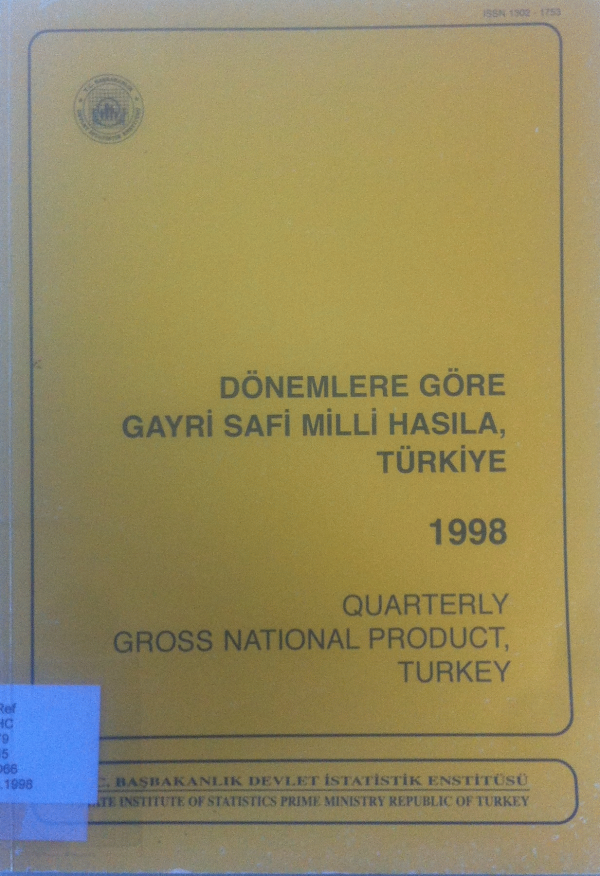 ISSN 1302 - 1753
DÖNEMLERE GÖRE
GAYRİ SAFİ MİLLİ HASILA,
TÜRKİYE
1998
QUARTERLY
GROSS NATIONAL PRODUCT,
TURKEY
Ref
HC
79
.1998
C. BAŞBAKANLIK DEVLET İSTATİSTİK ENSTİTÜSÜ
INSTITUTE OF STATISTICS PRIME MINISTRY REPUBLIC OF TURKEY